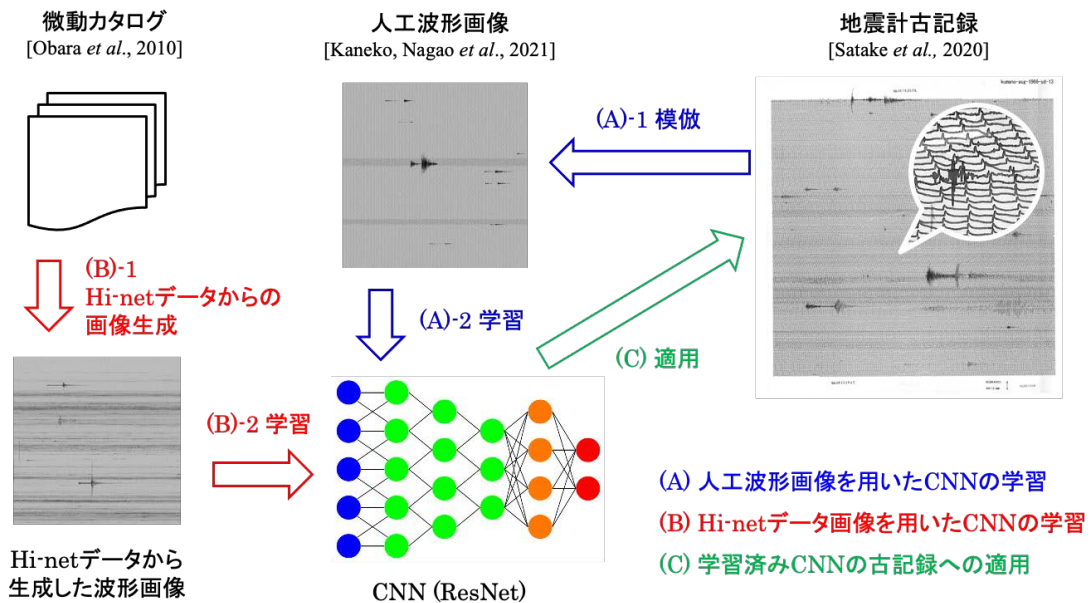 微動カタログ
[Obara et al., 2010]
人工波形画像
[Kaneko, Nagao et al., 2021]
地震計古記録
[Satake et al., 2020]
(A)-1 模倣
(B)-1
Hi-netデータからの
画像生成
(A)-2 学習
(C) 適用
(B)-2 学習
Hi-netデータから
生成した波形画像
CNN (ResNet)
(A) 人工波形画像を用いたCNNの学習
(B) Hi-netデータ画像を用いたCNNの学習
(C) 学習済みCNNの古記録への適用